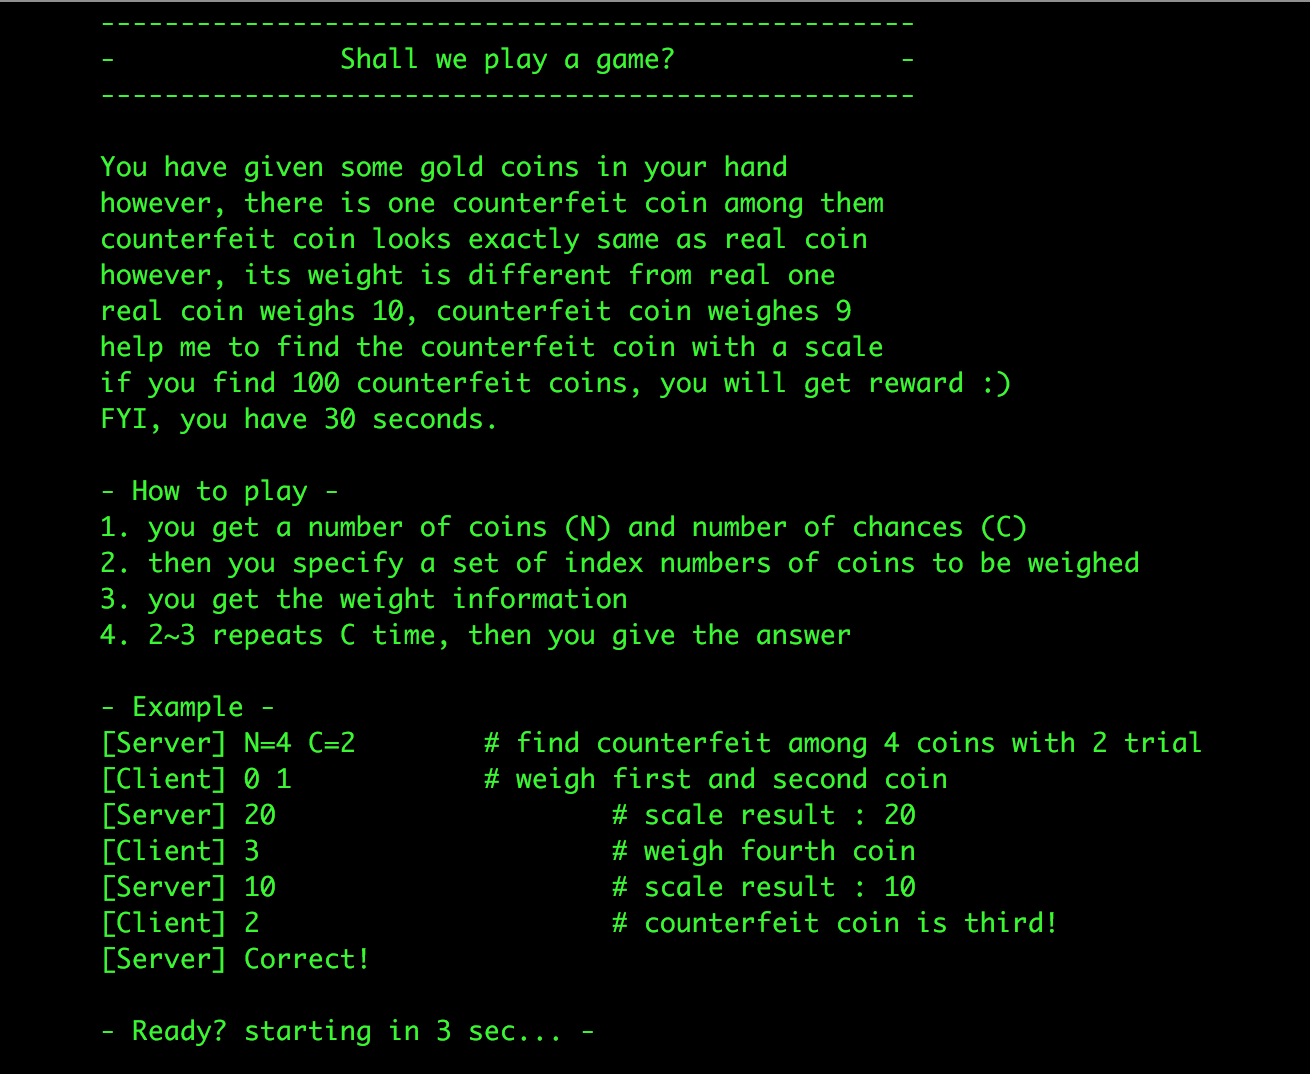 ---------------------------------------------------
-              Shall we play a game?              -
---------------------------------------------------
You have given some gold coins in your hand
however, there is one counterfeit coin among them
counterfeit coin looks exactly same as real coin
however, its weight is different from real one
real coin weighs 10, counterfeit coin weighes 9
help me to find the counterfeit coin with a scale
if you find 100 counterfeit coins, you will get reward :)
FYI, you have 30 seconds.
- How to play -
1. you get a number of coins (N) and number of chances (C)
2. then you specify a set of index numbers of coins to be weighed
3. you get the weight information
4. 2~3 repeats C time, then you give the answer
- Example -
[Server] N=4 C=2        # find counterfeit among 4 coins with 2 trial
[Client] 0 1            # weigh first and second coin
[Server] 20                     # scale result : 20
[Client] 3                      # weigh fourth coin
[Server] 10                     # scale result : 10
[Client] 2                      # counterfeit coin is third!
[Server] Correct!
- Ready? starting in 3 sec... -